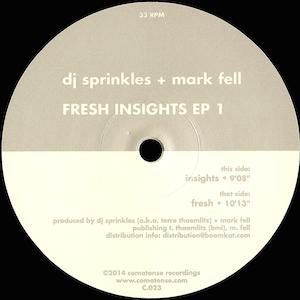 33 RPM
dj sprinkles + mark fell
FRESH INSIGHTS EP 1
this side:
insights • 9'08"
that side:
fresh • 10'13"
produced by dj sprinkles (a.k.a. terre thaemlitz) + mark fell
publishing t. thaemlitz (bmi), m. fell
distribution info: distribution@boomkat.com
©2014 comatonse recordings
www.comatonse.com
C.023